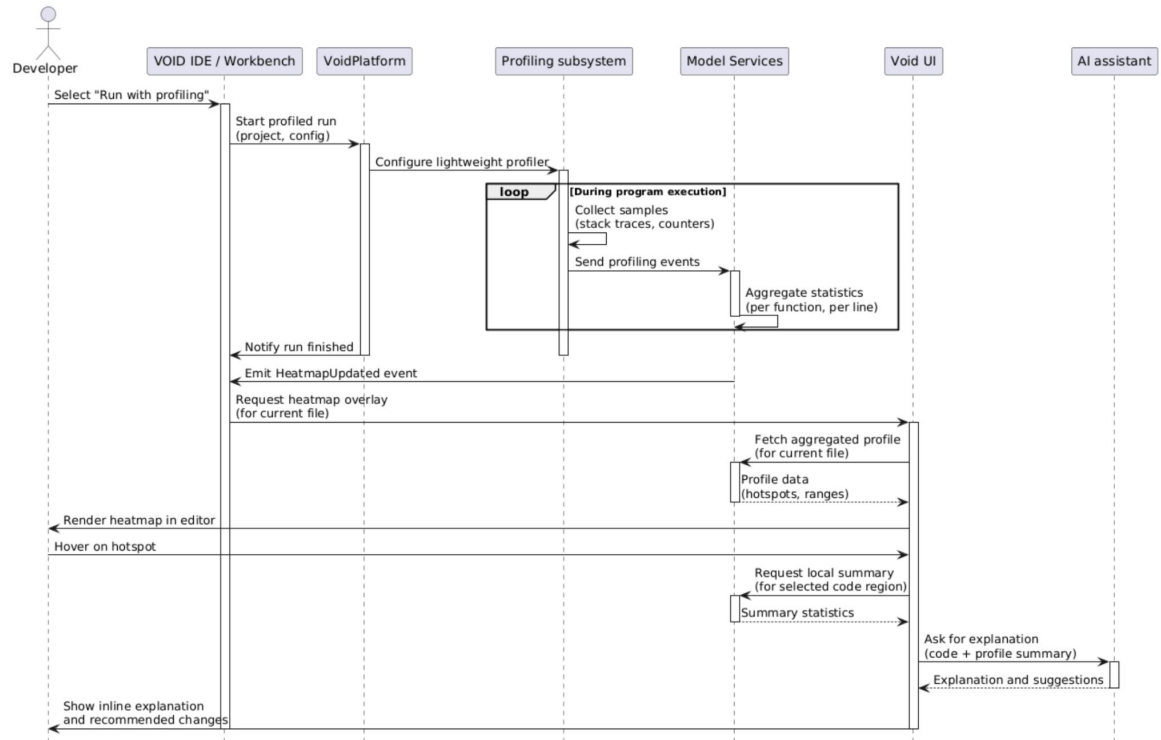 Developer
VOID IDE / Workbench
VoidPlatform
Profiling subsystem
Model Services
Void UI
AI assistant
Select "Run with profiling"
Start profiled run
(project, config)
Configure lightweight profiler
loop
[During program execution]
Collect samples
(stack traces, counters)
Send profiling events
Aggregate statistics
(per function, per line)
Notify run finished
Emit HeatmapUpdated event
Request heatmap overlay
(for current file)
Fetch aggregated profile
(for current file)
Profile data
(hotspots, ranges)
Render heatmap in editor
Hover on hotspot
Request local summary
(for selected code region)
Summary statistics
Ask for explanation
(code + profile summary)
Explanation and suggestions
Show inline explanation
and recommended changes